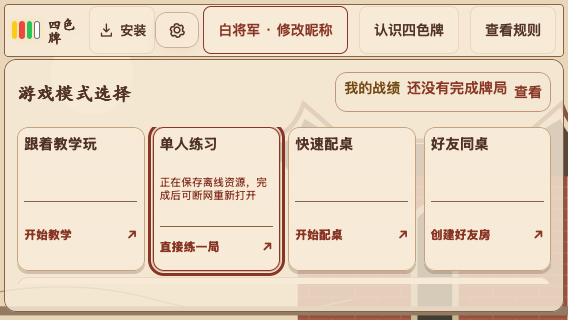 四色
牌
安装
白将军 · 修改昵称
认识四色牌
查看规则
游戏模式选择
我的战绩 还没有完成牌局 查看
跟着教学玩
开始教学
单人练习
正在保存离线资源，完
成后可断网重新打开
直接练一局
快速配桌
开始配桌
好友同桌
创建好友房